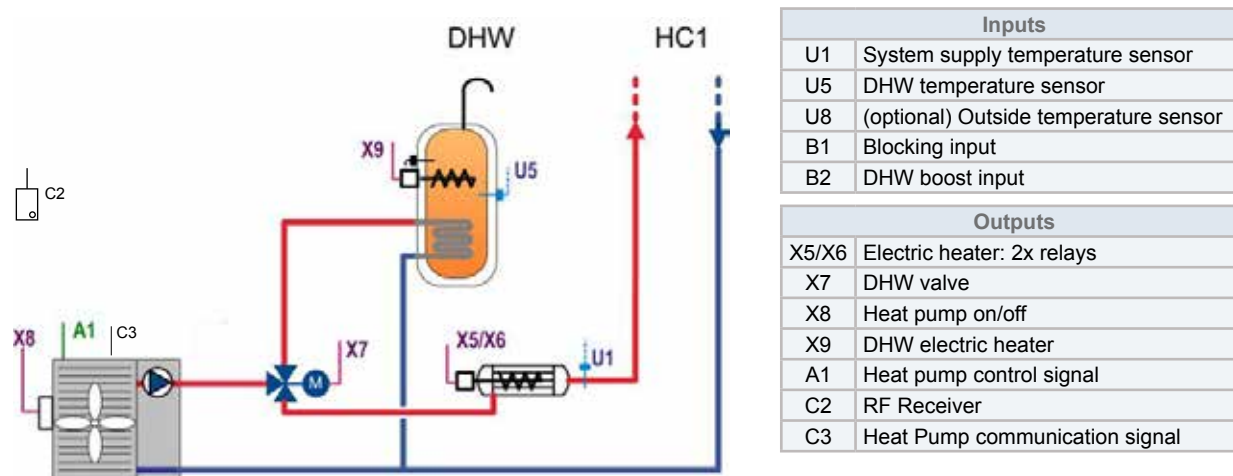 DHW
HC1
X9
U5
C2
X8
A1
C3
X7
M
X5/X6
U1
Inputs
U1 System supply temperature sensor
U5 DHW temperature sensor
U8 (optional) Outside temperature sensor
B1 Blocking input
B2 DHW boost input
Outputs
X5/X6 Electric heater: 2x relays
X7 DHW valve
X8 Heat pump on/off
X9 DHW electric heater
A1 Heat pump control signal
C2 RF Receiver
C3 Heat Pump communication signal